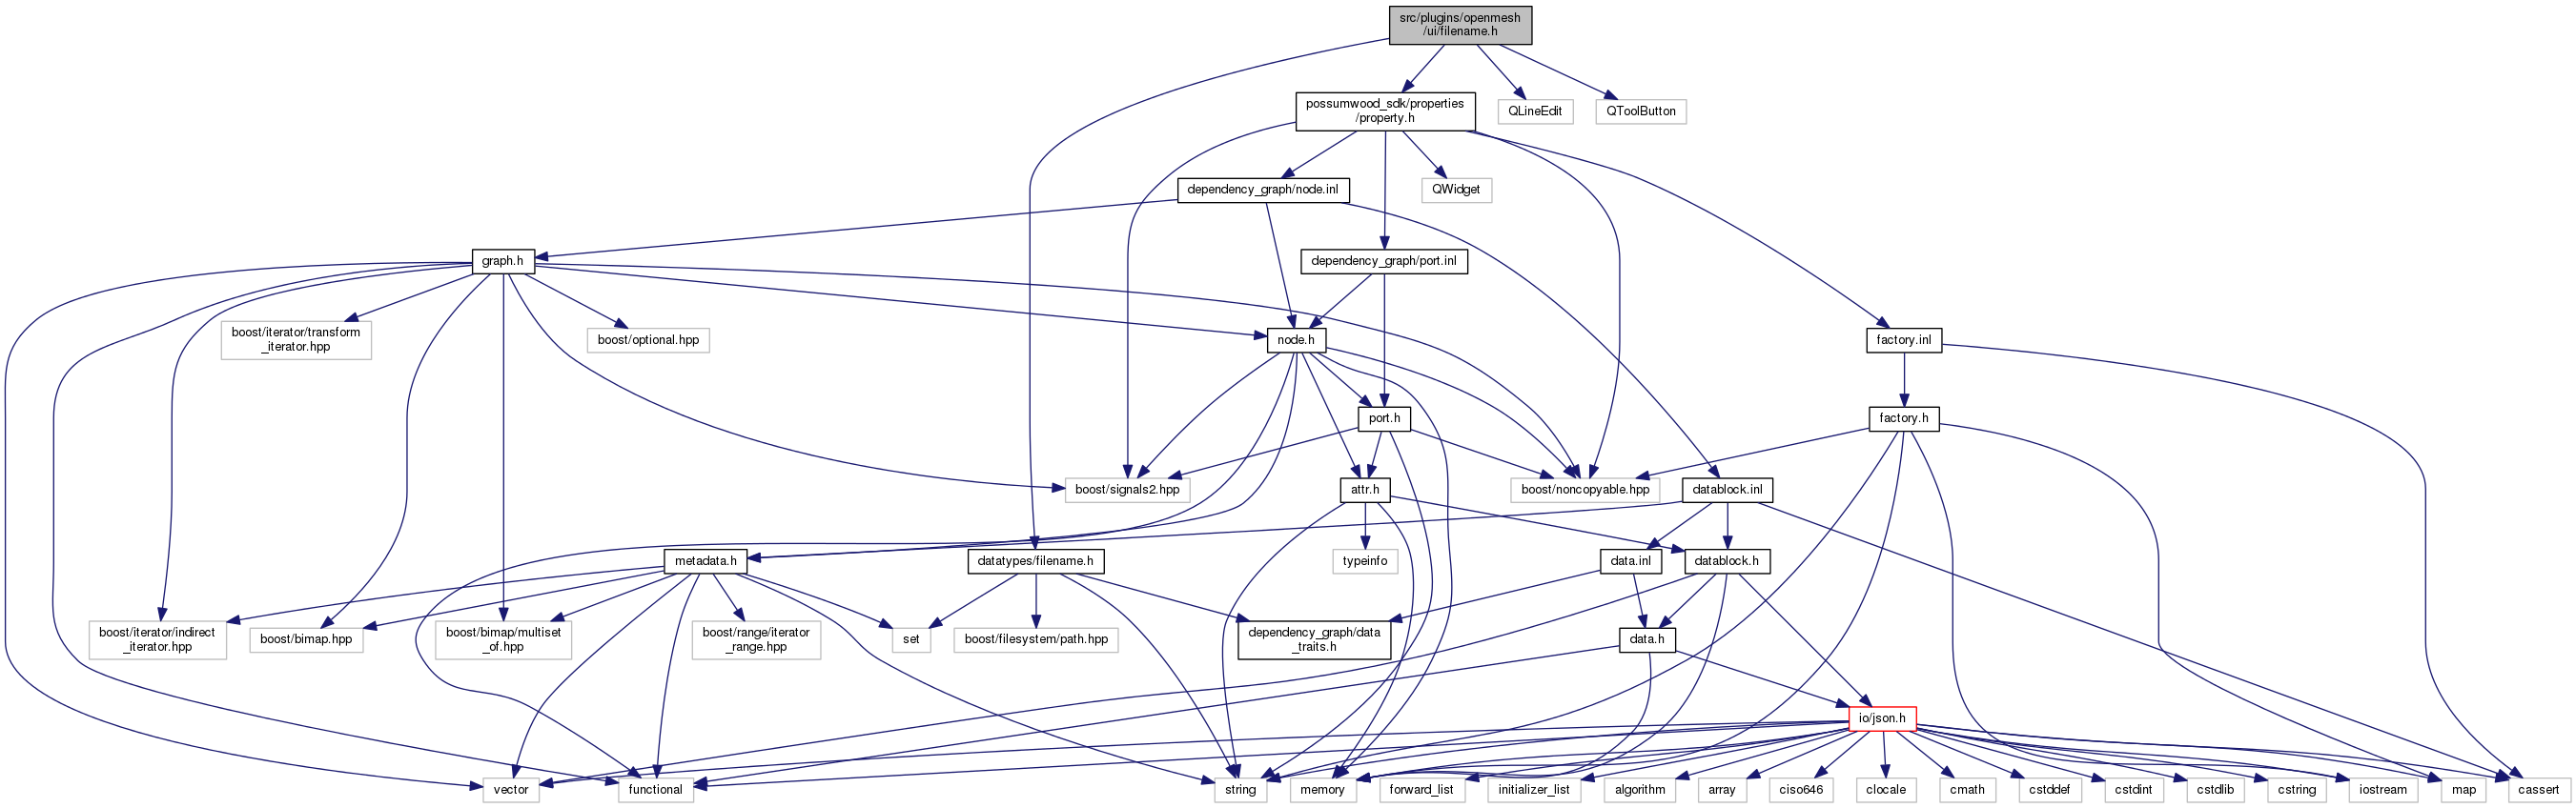 src/plugins/openmesh
/ui/filename.h
possumwood_sdk/properties
/property.h
QLineEdit
QToolButton
dependency_graph/node.inl
QWidget
graph.h
dependency_graph/port.inl
boost/iterator/transform
_iterator.hpp
boost/optional.hpp
node.h
factory.inl
port.h
factory.h
boost/signals2.hpp
attr.h
boost/noncopyable.hpp
datablock.inl
metadata.h
datatypes/filename.h
typeinfo
data.inl
datablock.h
boost/iterator/indirect
_iterator.hpp
boost/bimap.hpp
boost/bimap/multiset
_of.hpp
boost/range/iterator
_range.hpp
set
boost/filesystem/path.hpp
dependency_graph/data
_traits.h
data.h
io/json.h
vector
functional
string
memory
forward_list
initializer_list
algorithm
array
ciso646
clocale
cmath
cstddef
cstdint
cstdlib
cstring
iostream
map
cassert